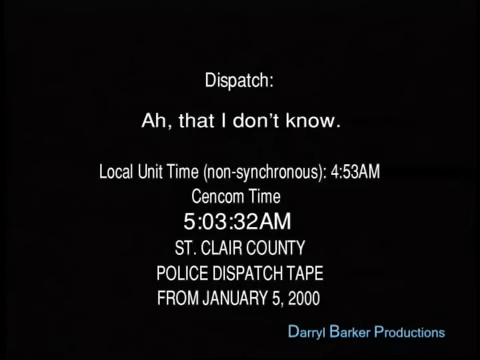 Dispatch:
Ah, that I don't know.
Local Unit Time (non-synchronous): 4:53AM
Cencom Time
5:03:32AM
ST. CLAIR COUNTY
POLICE DISPATCH TAPE
FROM JANUARY 5, 2000
Darryl Barker Productions